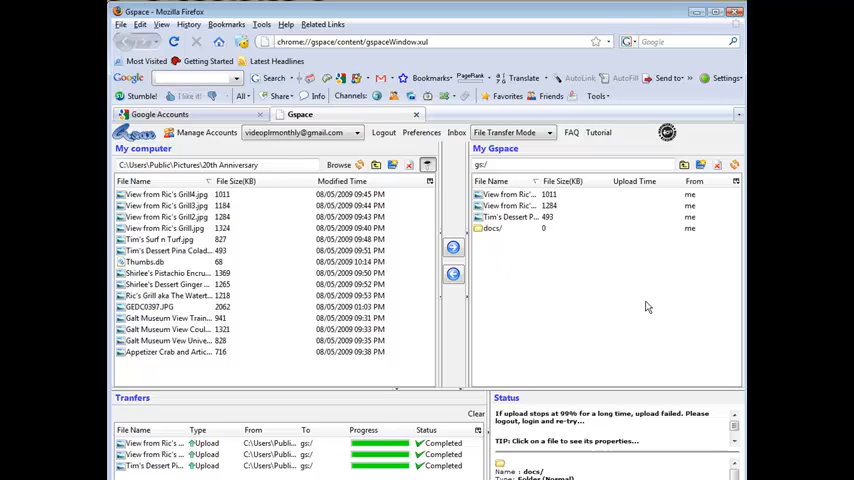 Gspace - Mozilla Firefox
File Edit View History Bookmarks Tools Related Links
chrome://gspace/content/gspaceWindow.xul Google
Most Visited Getting Started Latest Headlines
Google Search Bookmarks PageRank Translate AutoLink AutoFill Send to Settings
Stumble! I like it! All Share Info Channels: Favorites Friends Tools
Google Accounts Gspace
Manage Accounts videoplrmonthly@gmail.com Logout Preferences Inbox File Transfer Mode FAQ Tutorial
My computer My Gspace
C:\Users\Public\Pictures\20th Anniversary Browse gs:/
File Name File Size(KB) Modified Time File Name File Size(KB) Upload Time From
View from Ric's Grill4.jpg 1011 08/05/2009 09:45 PM View from Ric'... 1011 me
View from Ric's Grill3.jpg 1184 08/05/2009 09:44 PM View from Ric'... 1284 me
View from Ric's Grill2.jpg 1284 08/05/2009 09:43 PM Tim's Dessert P... 493 me
View from Ric's Grill.jpg 1717 08/05/2009 09:40 PM docs/ 0 me
Tim's Surf n Turf.jpg 827 08/05/2009 09:48 PM
Tim's Dessert Pina Colad... 493 08/05/2009 09:51 PM
Thumbs.db 68 08/05/2009 10:14 PM
Shirlee's Pistachio Encru... 1369 08/05/2009 09:50 PM
Shirlee's Dessert Ginger ... 1265 08/05/2009 09:52 PM
Ric's Grill aka The Watert... 1218 08/05/2009 09:53 PM
GEDC0397.JPG 2062 08/05/2009 01:03 PM
Galt Museum View Train... 941 08/05/2009 09:31 PM
Galt Museum View Coul... 1321 08/05/2009 09:33 PM
Galt Museum Vew Unive... 828 08/05/2009 09:35 PM
Appetizer Crab and Artic... 716 08/05/2009 09:38 PM
Tranfers Status
Clear
If upload stops at 99% for a long time, upload failed. Please
logout, login and re-try...
TIP: Click on a file to see its properties...
File Name Type From To Progress Status
View from Ric's ... Upload C:\Users\Publi... gs:/ Completed
View from Ric's ... Upload C:\Users\Publi... gs:/ Completed
Tim's Dessert Pi... Upload C:\Users\Publi... gs:/ Completed
Name : docs/
Type: Folder (Normal)